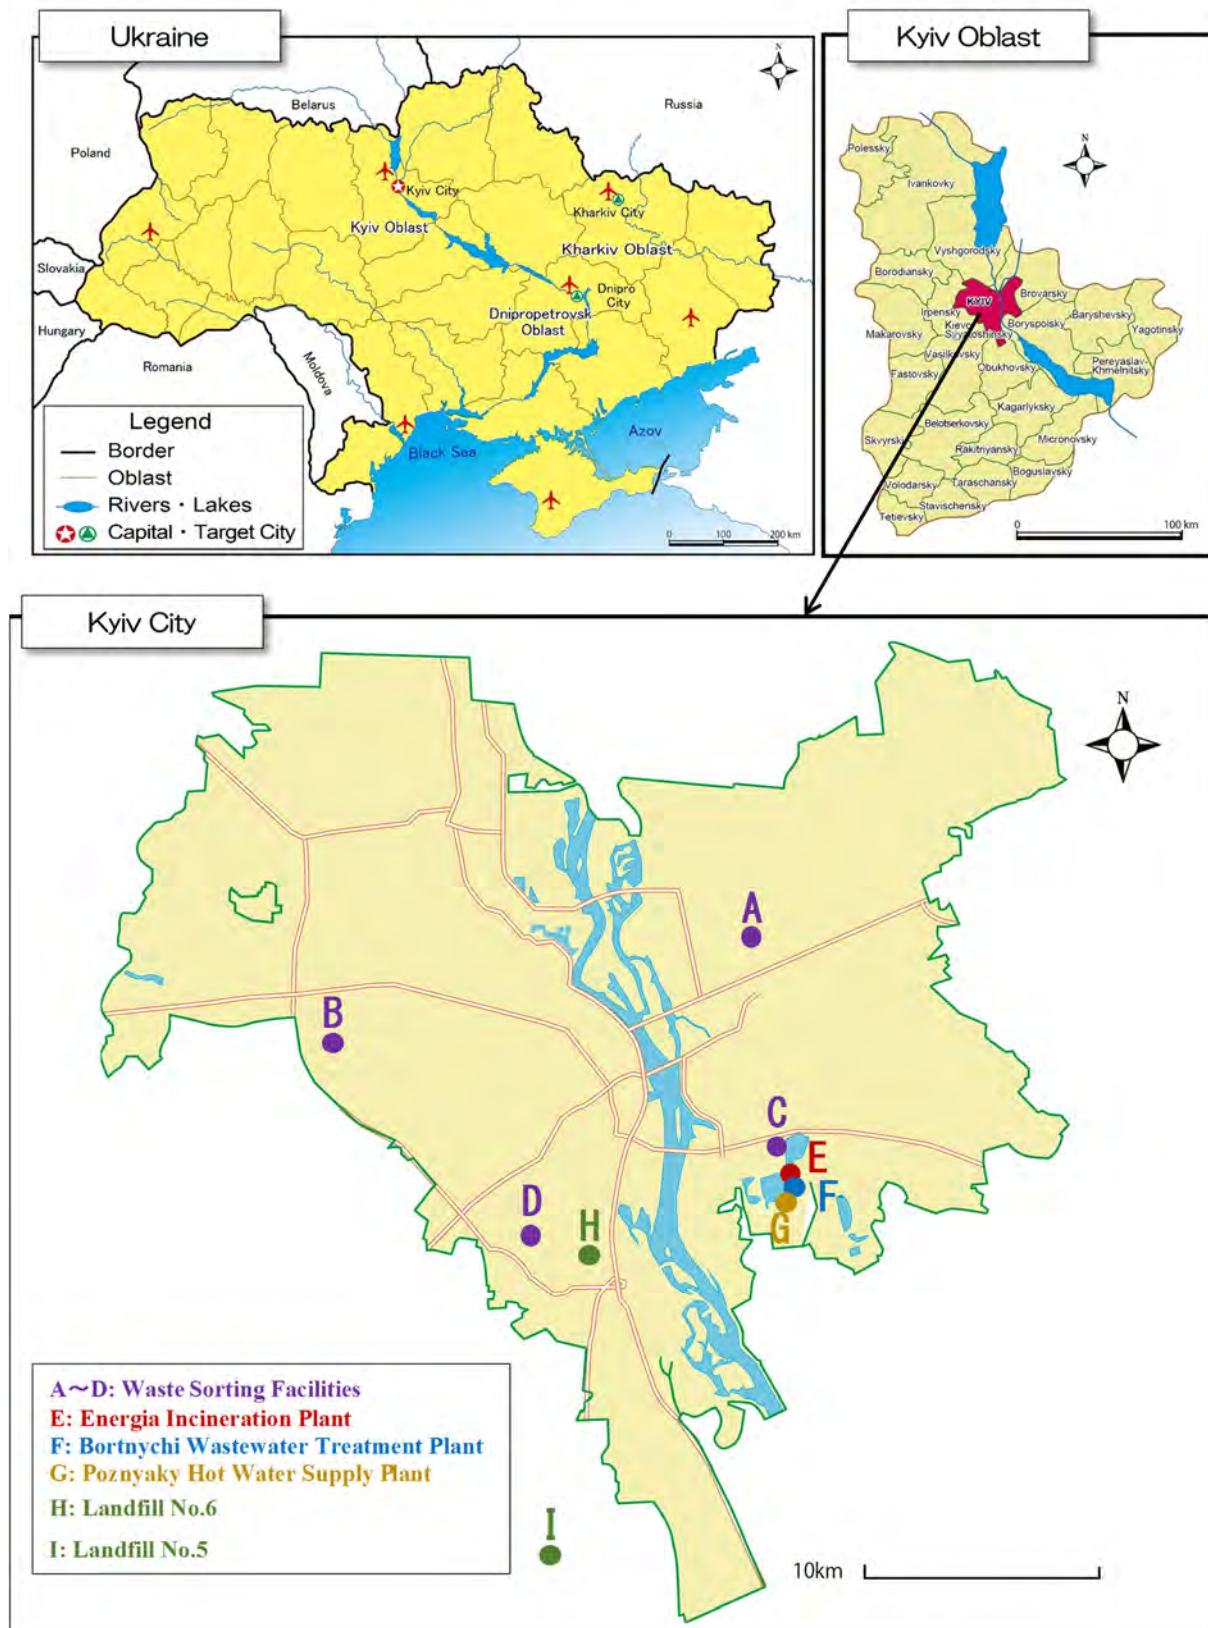 Ukraine
N
Belarus
Russia
Poland
Kyiv City
Kharkiv City
Kyiv Oblast
Kharkiv Oblast
Slovakia
Dnipro
City
Dnipropetrovsk
Oblast
Hungary
Romania
Moldova
Azov
Black Sea
Legend
Border
Oblast
Rivers・Lakes
Capital・Target City
0 100 200 km
Kyiv Oblast
N
Polessky
Ivankovky
Vyshgorodsky
Borodiansky
KYIV
Brovarsky
Irpensky
Baryshevsky
Makarovsky
Boryspolsky
Yagotinsky
Vasilkovsky
Pereyaslav-
Khmelnitsky
Fastovsky
Obukhovsky
Kagarlyksky
Belotserkovsky
Skvyrski
Micronovsky
Rakitnyansky
Boguslavsky
Volodarsky
Taraschansky
Stavischensky
Tetievsky
0 100 km
Kyiv City
N
A
B
C
E
F
D
H
G
I
A～D: Waste Sorting Facilities
E: Energia Incineration Plant
F: Bortnychi Wastewater Treatment Plant
G: Poznyaky Hot Water Supply Plant
H: Landfill No.6
I: Landfill No.5
10km